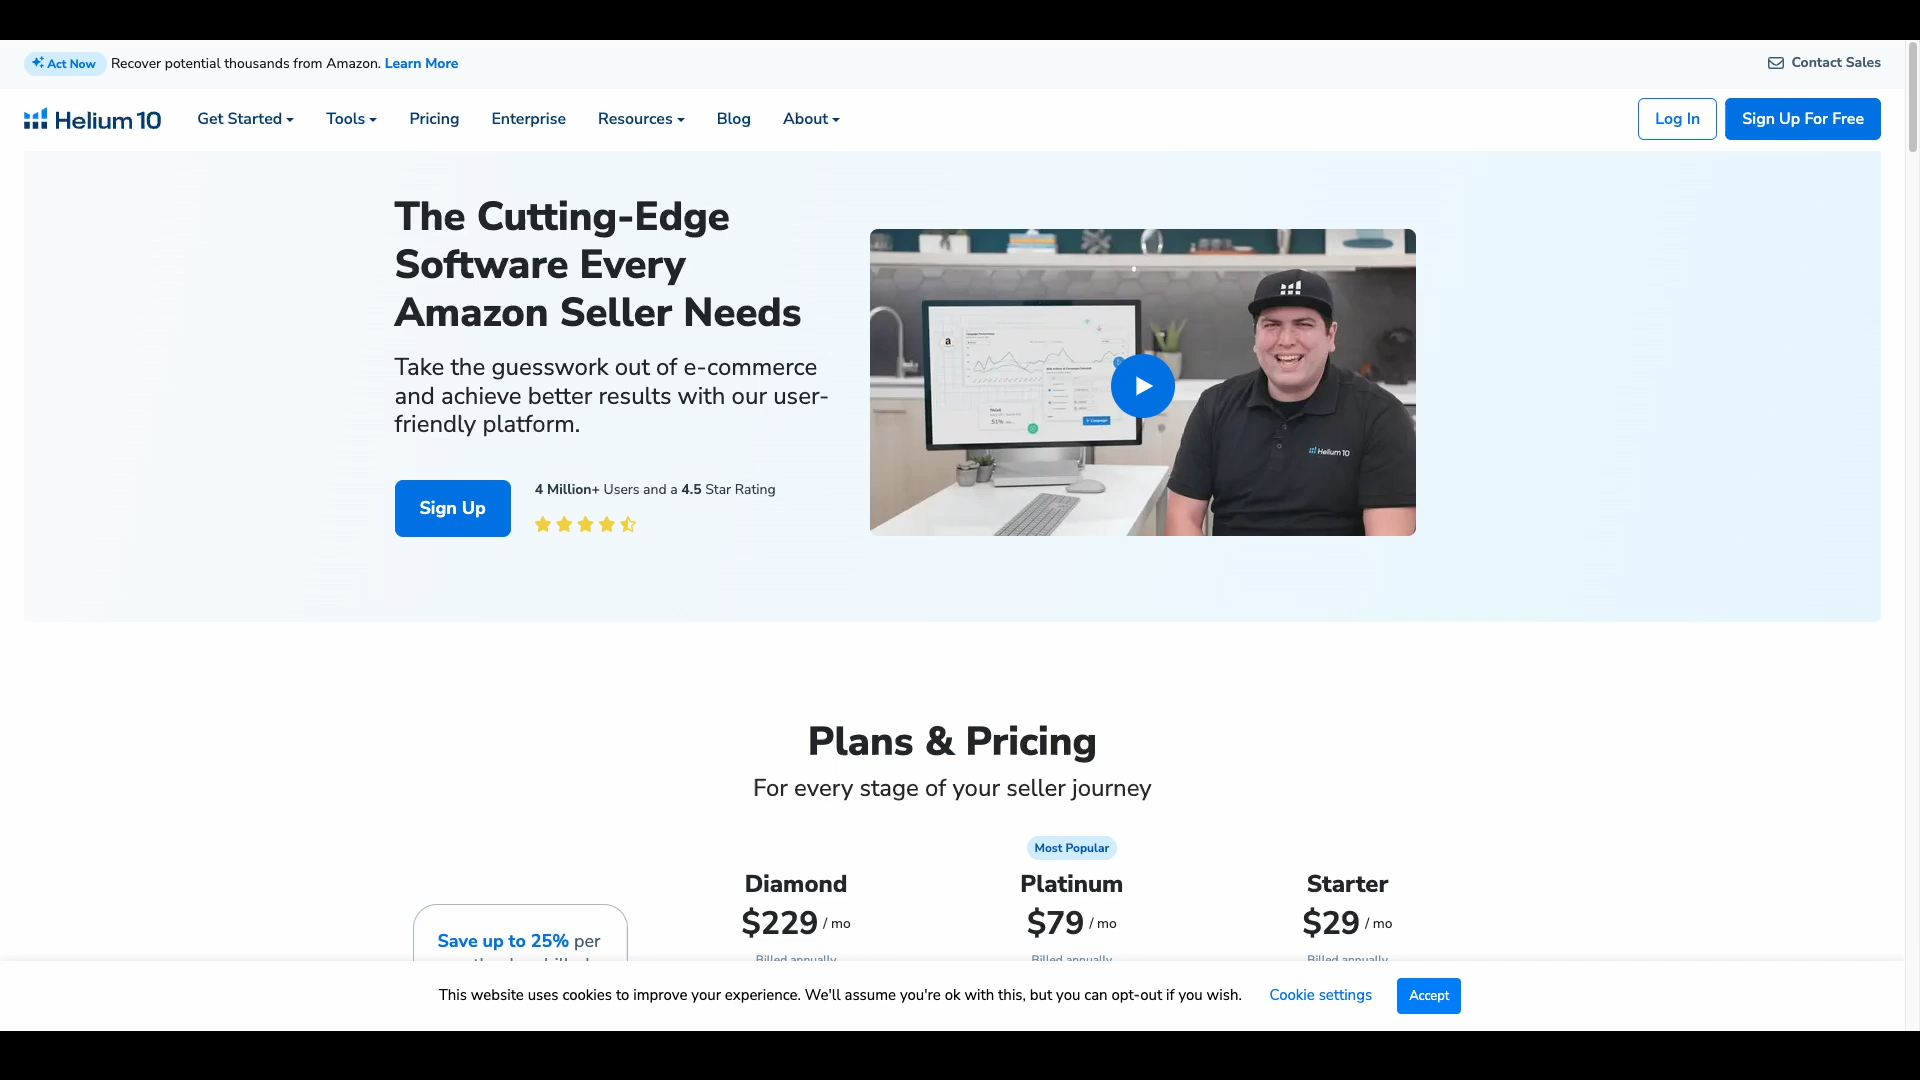 Act Now Recover potential thousands from Amazon. Learn More
Contact Sales
Helium 10
Get Started
Tools
Pricing
Enterprise
Resources
Blog
About
Log In
Sign Up For Free
The Cutting-Edge
Software Every
Amazon Seller Needs
Take the guesswork out of e-commerce
and achieve better results with our user-
friendly platform.
Sign Up
4 Million+ Users and a 4.5 Star Rating
a
Helium 10
Plans & Pricing
For every stage of your seller journey
Most Popular
Diamond
Platinum
Starter
$229 / mo
$79 / mo
$29 / mo
Save up to 25% per
Billed annually
Billed annually
Billed annually
This website uses cookies to improve your experience. We'll assume you're ok with this, but you can opt-out if you wish.
Cookie settings
Accept